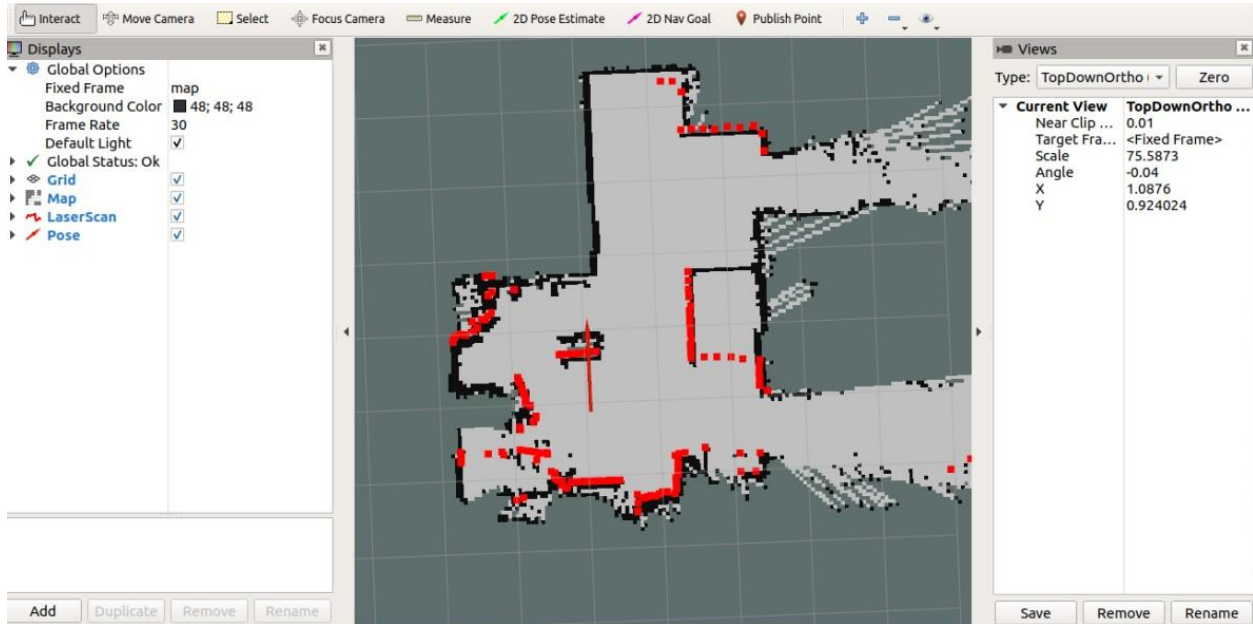 Interact Move Camera Select Focus Camera Measure 2D Pose Estimate 2D Nav Goal Publish Point
Displays
Global Options
Fixed Frame map
Background Color 48; 48; 48
Frame Rate 30
Default Light
Global Status: Ok
Grid
Map
LaserScan
Pose
Add Duplicate Remove Rename
Views
Type: TopDownOrtho ( Zero
Current View TopDownOrtho ...
Near Clip ... 0.01
Target Fra... <Fixed Frame>
Scale 75.5873
Angle -0.04
X 1.0876
Y 0.924024
Save Remove Rename